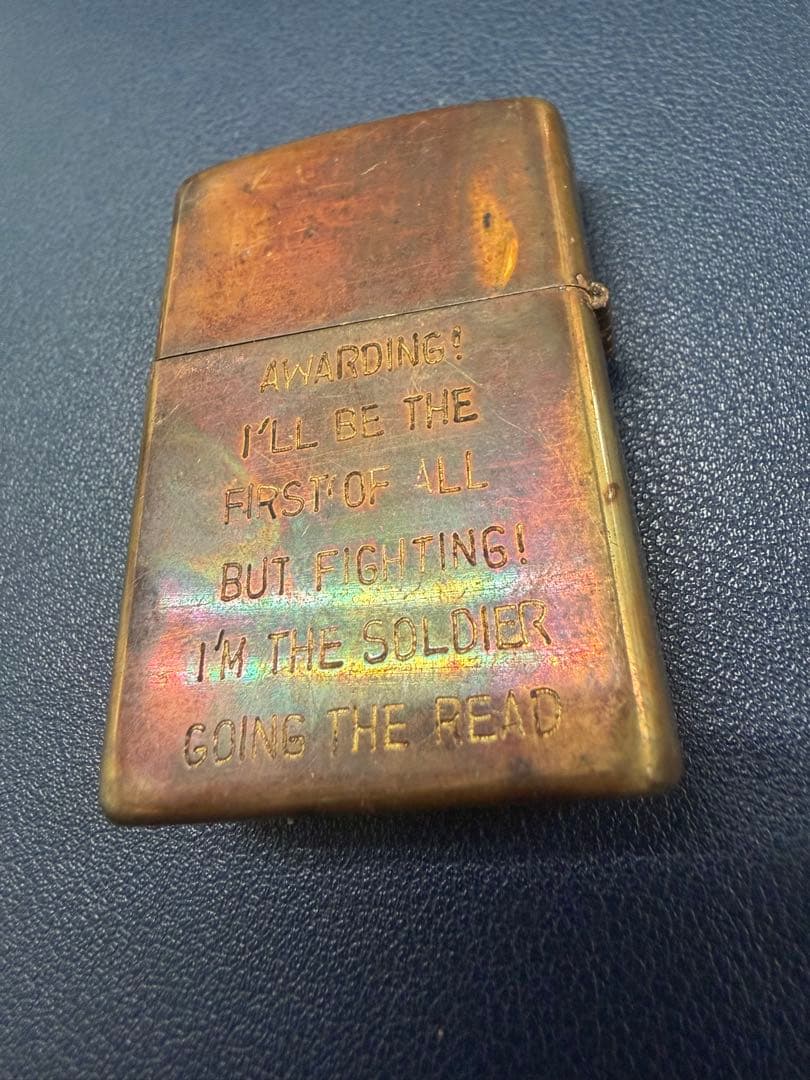 AWARDING!
I'LL BE THE
FIRST OF ALL
BUT FIGHTING!
I'M THE SOLDIER
GOING THE READ